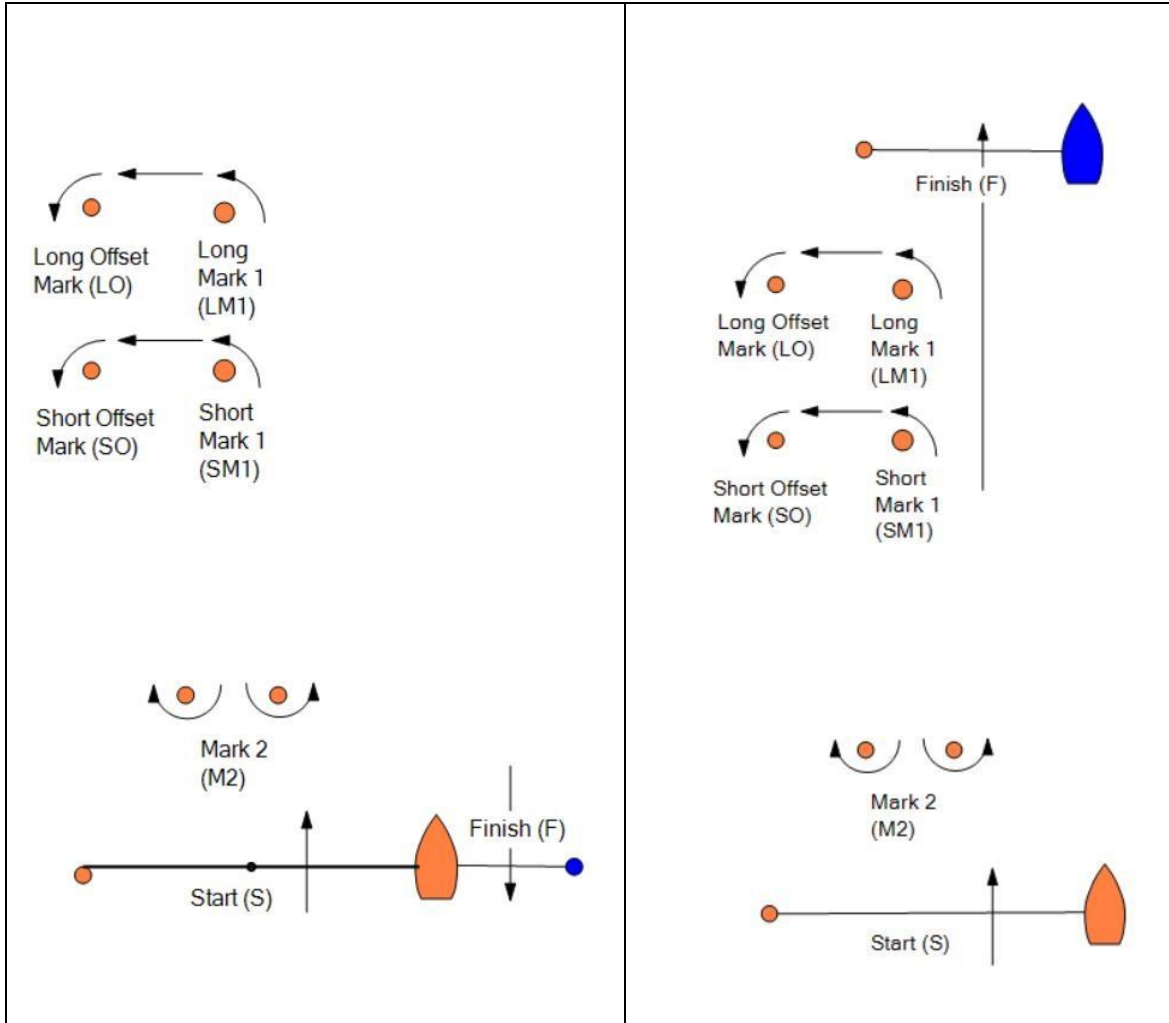 Long Offset
Mark (LO)
Long
Mark 1
(LM1)
Short Offset
Mark (SO)
Short
Mark 1
(SM1)
Mark 2
(M2)
Finish (F)
Start (S)
Finish (F)
Long Offset
Mark (LO)
Long
Mark 1
(LM1)
Short Offset
Mark (SO)
Short
Mark 1
(SM1)
Mark 2
(M2)
Start (S)